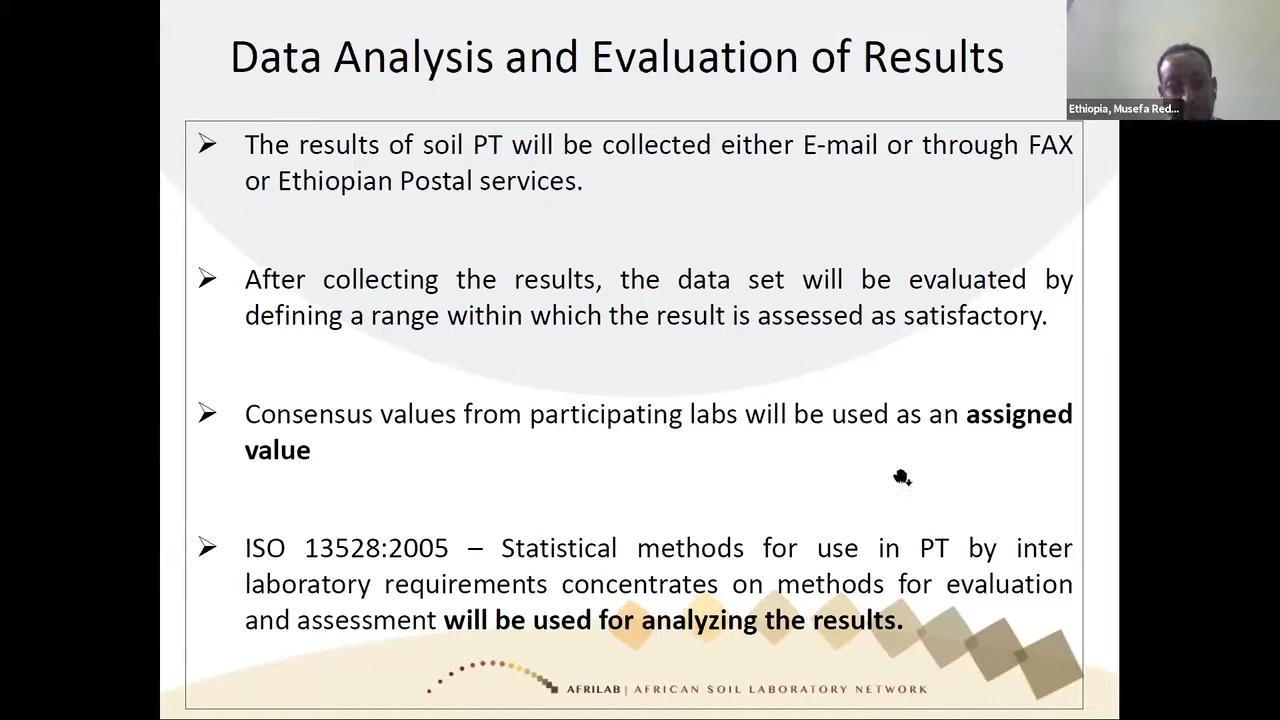 Data Analysis and Evaluation of Results
Ethiopia, Musefa Red...
➢ The results of soil PT will be collected either E-mail or through FAX
or Ethiopian Postal services.
➢ After collecting the results, the data set will be evaluated by
defining a range within which the result is assessed as satisfactory.
➢ Consensus values from participating labs will be used as an assigned
value
➢ ISO 13528:2005 – Statistical methods for use in PT by inter
laboratory requirements concentrates on methods for evaluation
and assessment will be used for analyzing the results.
AFRILAB | AFRICAN SOIL LABORATORY NETWORK